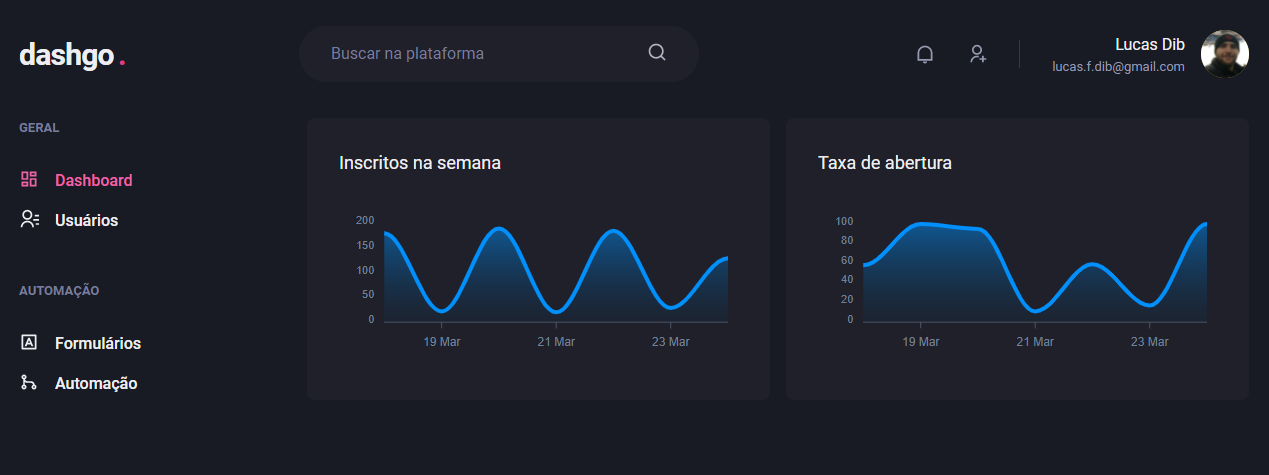 dashgo.
Buscar na plataforma
Lucas Dib
lucas.f.dib@gmail.com
GERAL
Dashboard
Usuários
AUTOMAÇÃO
Formulários
Automação
Inscritos na semana
200
150
100
50
0
19 Mar
21 Mar
23 Mar
Taxa de abertura
100
80
60
40
20
0
19 Mar
21 Mar
23 Mar